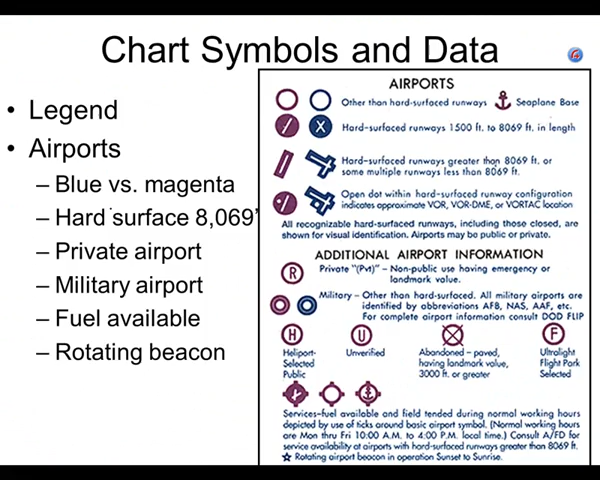 Chart Symbols and Data
• Legend
• Airports
– Blue vs. magenta
– Hard surface 8,069'
– Private airport
– Military airport
– Fuel available
– Rotating beacon
AIRPORTS
Other than hard-surfaced runways Seaplane Base
Hard-surfaced runways 1500 ft. to 8069 ft. in length
Hard-surfaced runways greater than 8069 ft. or
some multiple runways less than 8069 ft.
Open dot within hard-surfaced runway configuration
indicates approximate VOR, VOR-DME, or VORTAC location
All recognizable hard-surfaced runways, including those closed, are
shown for visual identification. Airports may be public or private.
ADDITIONAL AIRPORT INFORMATION
R Private "(Pvt)" – Non-public use having emergency or
landmark value.
Military – Other than hard-surfaced. All military airports are
identified by abbreviations AFB, NAS, AAF, etc.
For complete airport information consult DOD FLIP
H U F
Heliport-
Selected
Public
Unverified
Abandoned – paved,
having landmark value,
3000 ft. or greater
Ultralight
Flight Park
Selected
Services–fuel available and field tended during normal working hours
depicted by use of ticks around basic airport symbol. (Normal working hours
are Mon thru Fri 10:00 A.M. to 4:00 P.M. local time.) Consult A/FD for
service availability at airports with hard-surfaced runways greater than 8069 ft.
☆ Rotating airport beacon in operation Sunset to Sunrise.